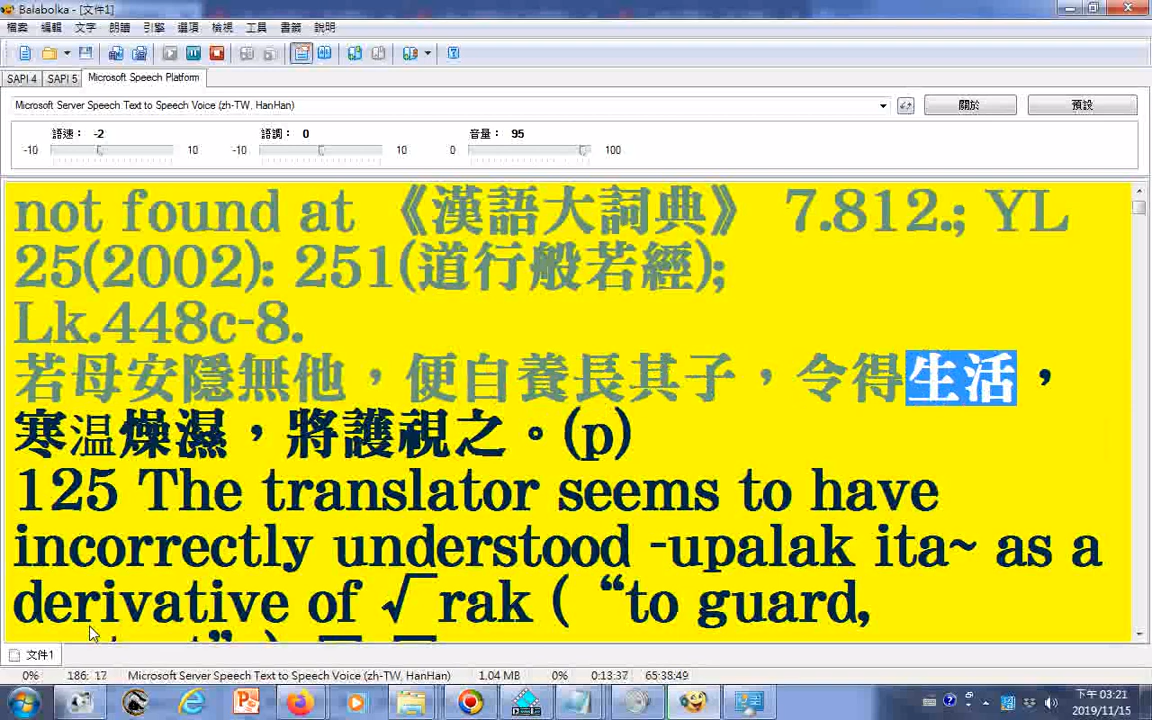 Balabolka - [文件1]
檔案 編輯 文字 朗讀 引擎 選項 檢視 工具 書籤 說明
SAPI 4 SAPI 5 Microsoft Speech Platform
Microsoft Server Speech Text to Speech Voice (zh-TW, HanHan) 關於 預設
語速： -2 語調： 0 音量： 95
-10 10 -10 10 0 100
not found at 《漢語大詞典》 7.812.; YL
25(2002): 251(道行般若經);
Lk.448c-8.
若母安隱無他，便自養長其子，令得生活，
寒温燥濕，將護視之。(p)
125 The translator seems to have
incorrectly understood -upalak ita~ as a
derivative of √rak ( “to guard,
文件1
0% 186: 17 Microsoft Server Speech Text to Speech Voice (zh-TW, HanHan) 1.04 MB 0% 0:13:37 65:38:49
下午 03:21
2019/11/15